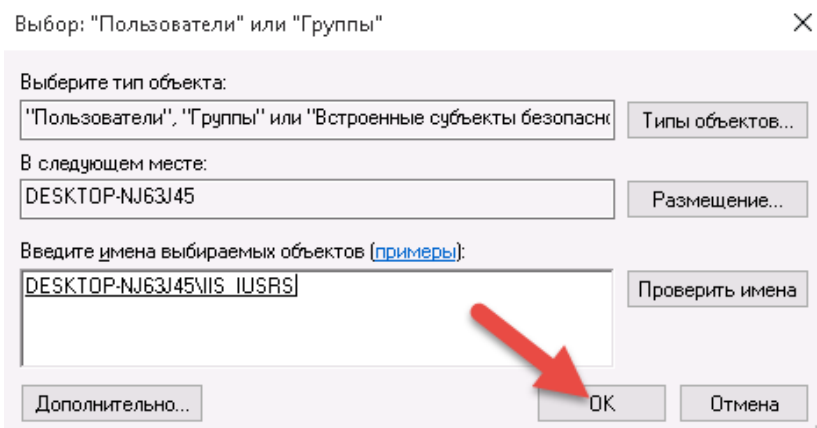 Выбор: "Пользователи" или "Группы"
Выберите тип объекта:
"Пользователи", "Группы" или "Встроенные субъекты безопасно
Типы объектов...
В следующем месте:
DESKTOP-NJ63J45
Размещение...
Введите имена выбираемых объектов (примеры):
DESKTOP-NJ63J45\IIS_IUSRS
Проверить имена
Дополнительно...
OK
Отмена